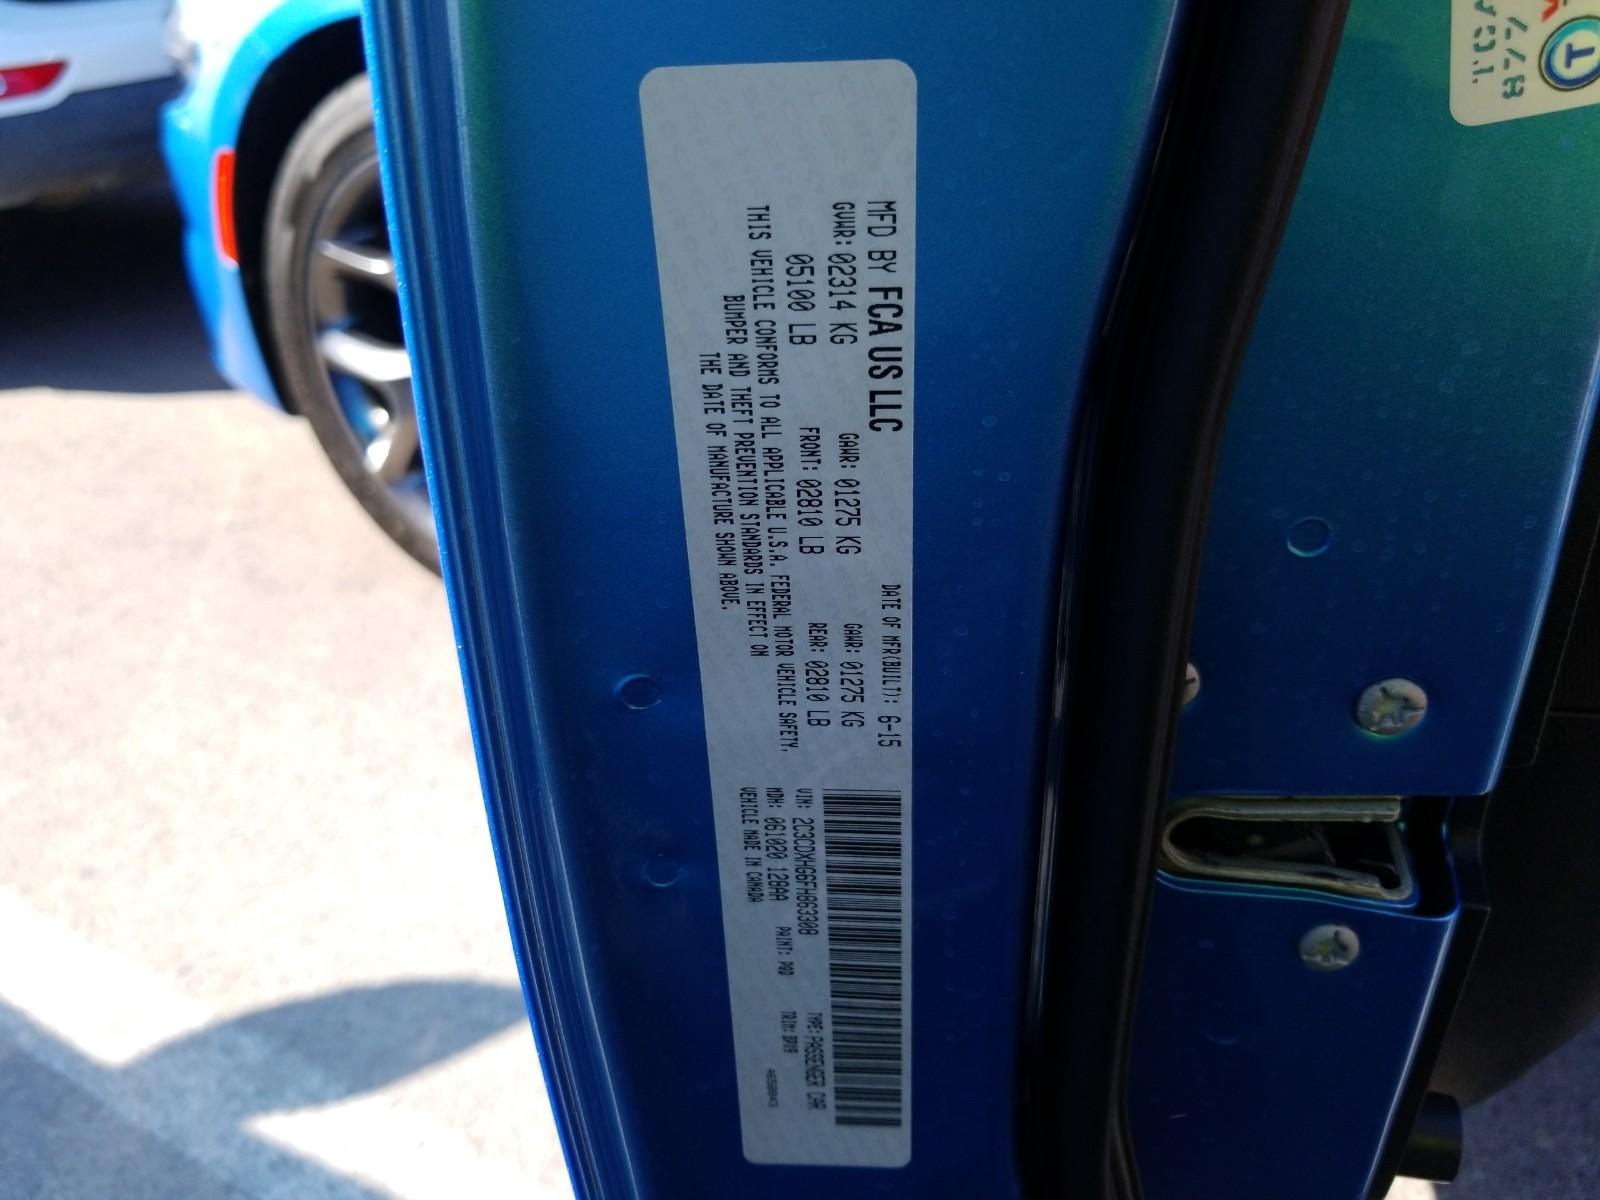 MFD BY FCA US LLC
DATE OF MFR(BUILT): 6-15
GVWR: 02314 KG
GAWR: 01275 KG
GAWR: 01275 KG
05100 LB
FRONT: 02810 LB
REAR: 02810 LB
THIS VEHICLE CONFORMS TO ALL APPLICABLE U.S.A. FEDERAL MOTOR VEHICLE SAFETY,
BUMPER AND THEFT PREVENTION STANDARDS IN EFFECT ON
THE DATE OF MANUFACTURE SHOWN ABOVE.
VIN: 2C3CDXHG6FH863308
TYPE: PASSENGER CAR
MDH: 061020 128AA
PAINT: PQD
TRIM: BPX9
VEHICLE MADE IN CANADA
T